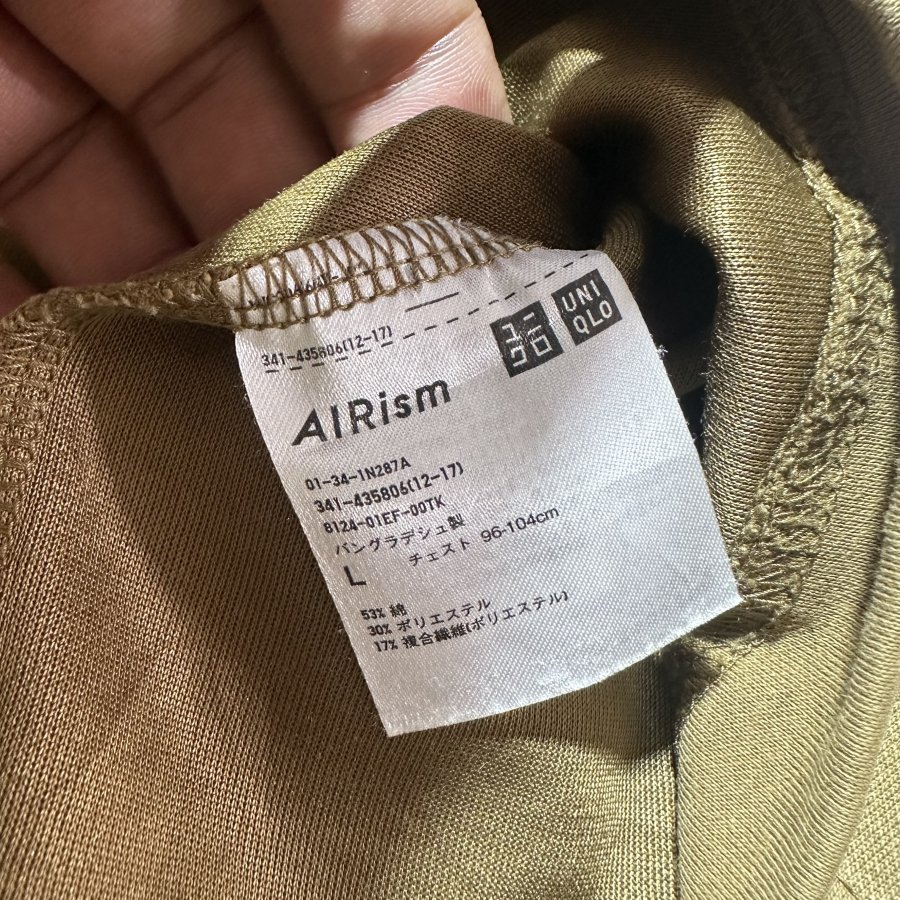 341-435806(12-17)
ユニ
クロ
UNI
QLO
AIRism
01-34-1N287A
341-435806(12-17)
8124-01EF-00TK
バングラデシュ製
チェスト 96-104cm
L
53% 綿
30% ポリエステル
17% 複合繊維(ポリエステル)